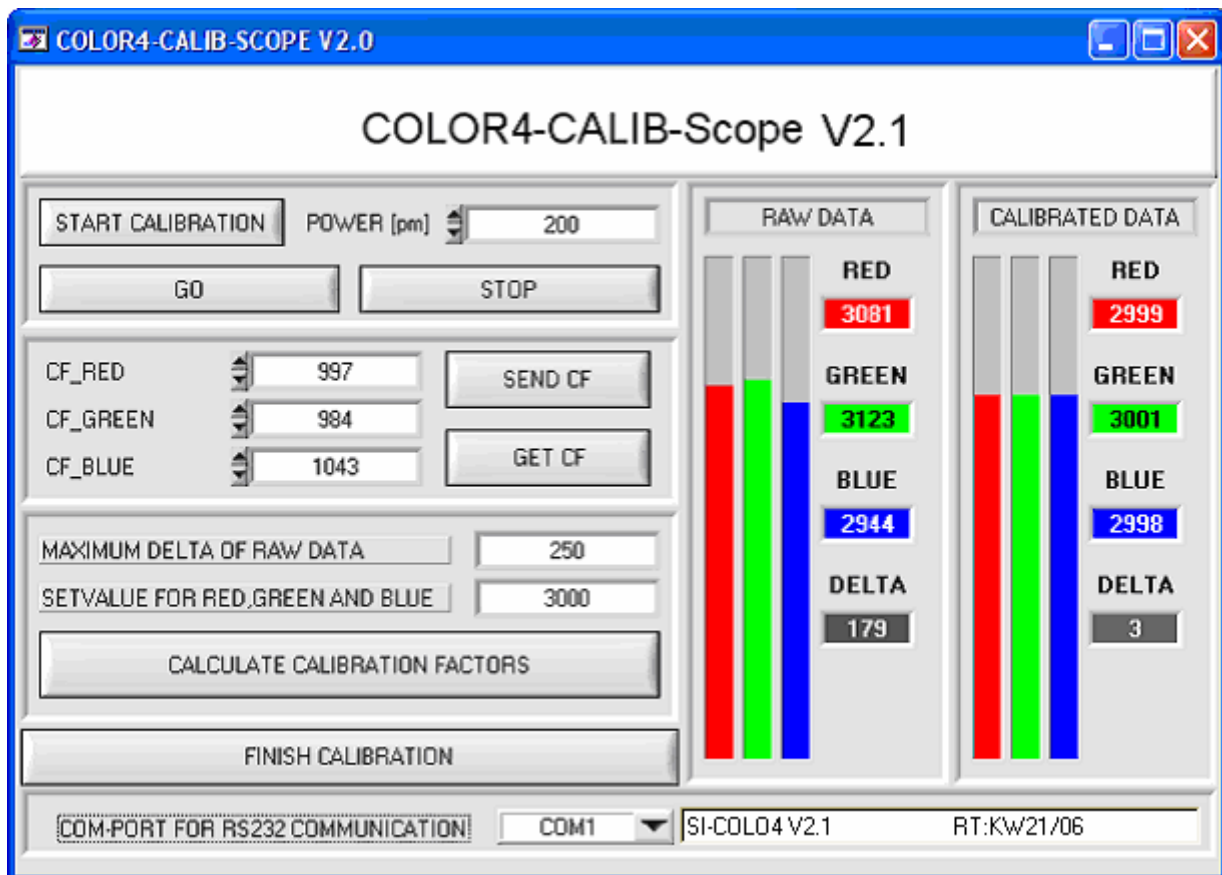 COLOR4-CALIB-SCOPE V2.0
COLOR4-CALIB-Scope V2.1
START CALIBRATION
POWER [pm]
200
GO
STOP
CF_RED
997
SEND CF
CF_GREEN
984
CF_BLUE
1043
GET CF
MAXIMUM DELTA OF RAW DATA
250
SETVALUE FOR RED,GREEN AND BLUE
3000
CALCULATE CALIBRATION FACTORS
FINISH CALIBRATION
RAW DATA
RED
3081
GREEN
3123
BLUE
2944
DELTA
179
CALIBRATED DATA
RED
2999
GREEN
3001
BLUE
2998
DELTA
3
COM-PORT FOR RS232 COMMUNICATION
COM1
SI-COLO4 V2.1 RT:KW21/06